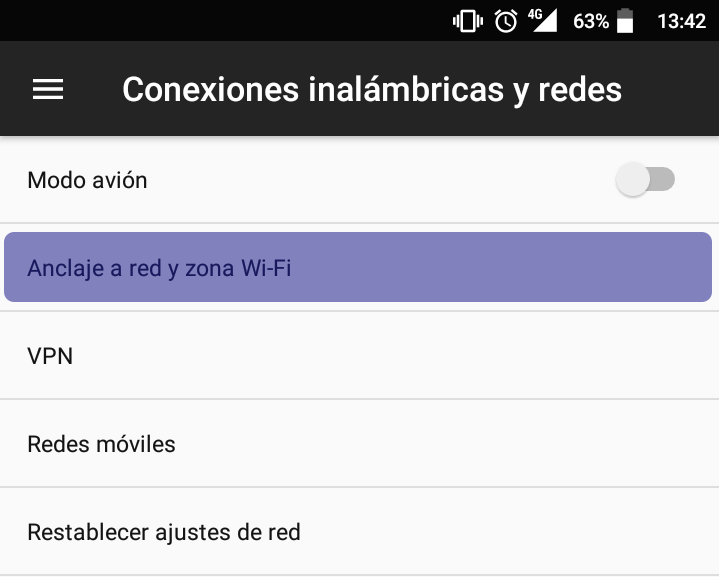 4G 63% 13:42
Conexiones inalámbricas y redes
Modo avión
Anclaje a red y zona Wi-Fi
VPN
Redes móviles
Restablecer ajustes de red